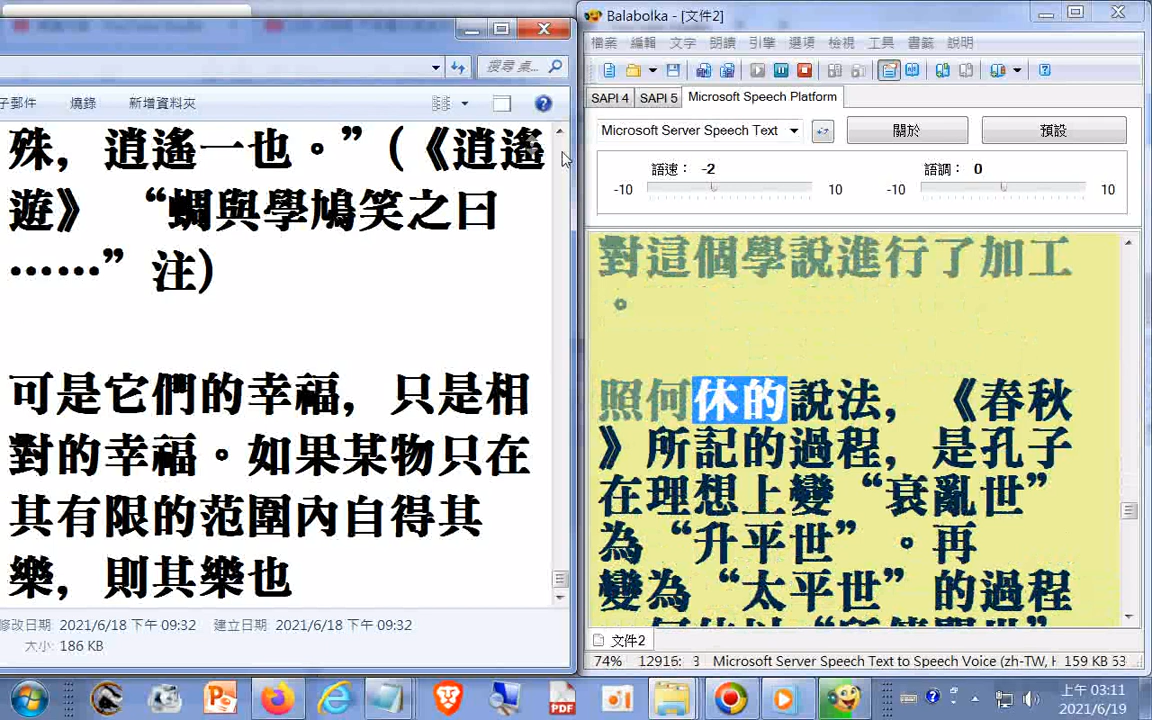 搜尋 桌...
子郵件 燒錄 新增資料夾
殊，逍遙一也。”(《逍遙
遊》 “蜩與學鳩笑之曰
……”注)
可是它們的幸福，只是相
對的幸福。如果某物只在
其有限的范圍內自得其
樂，則其樂也
修改日期: 2021/6/18 下午 09:32 建立日期: 2021/6/18 下午 09:32
大小: 186 KB
Balabolka - [文件2]
檔案 編輯 文字 朗讀 引擎 選項 檢視 工具 書籤 說明
SAPI 4 SAPI 5 Microsoft Speech Platform
Microsoft Server Speech Text 關於 預設
語速： -2 語調： 0
-10 10 -10 10
對這個學說進行了加工
。
照何休的說法，《春秋
》所記的過程，是孔子
在理想上變“衰亂世”
為“升平世”。再
變為“太平世”的過程
文件2
74% 12916: 3 Microsoft Server Speech Text to Speech Voice (zh-TW, H 159 KB 53
上午 03:11
2021/6/19